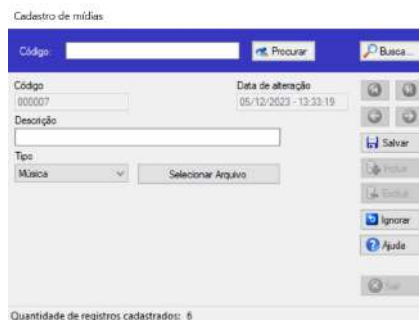 Cadastro de mídias
Código:
Procurar
Busca...
Código
Data de alteração
000007
05/12/2023 - 13:33:19
Descrição
Salvar
Tipo
Incluir
Música
Selecionar Arquivo
Excluir
Ignorar
Ajuda
Sair
Quantidade de registros cadastrados: 6